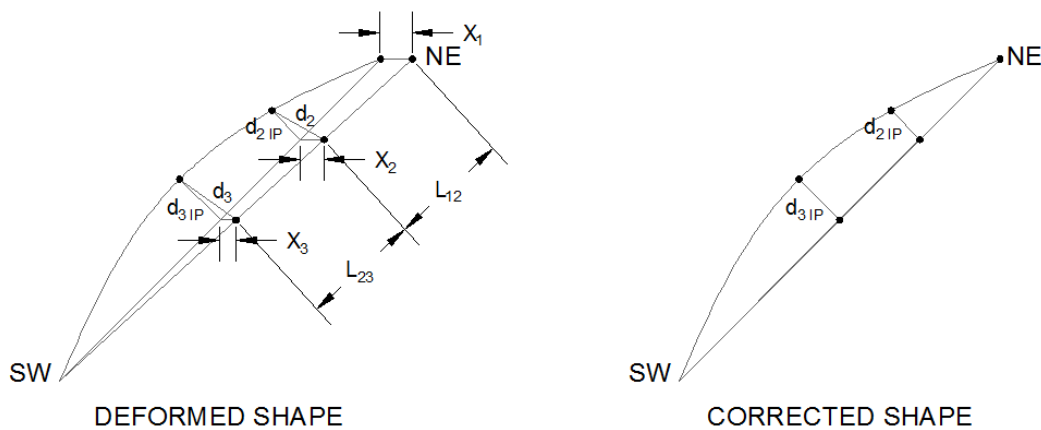 X1
NE
d2
d2 IP
X2
L12
d3
d3 IP
X3
L23
SW
DEFORMED SHAPE
NE
d2 IP
d3 IP
SW
CORRECTED SHAPE